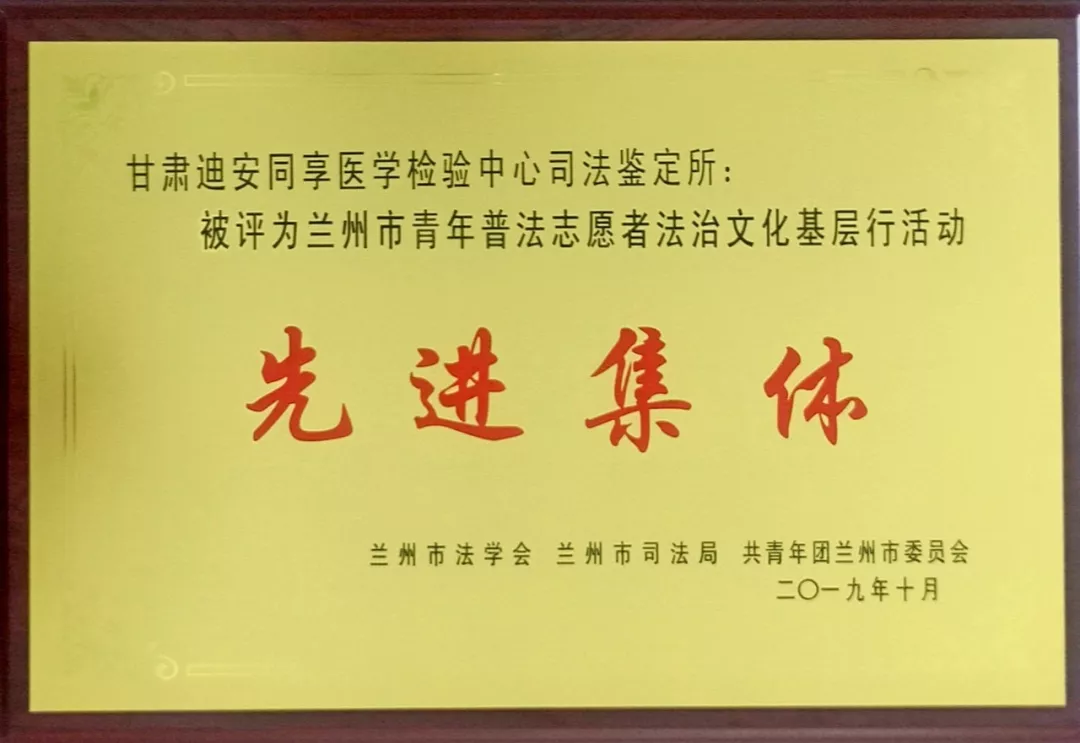 甘肃迪安同享医学检验中心司法鉴定所：
被评为兰州市青年普法志愿者法治文化基层行活动
先进集体
兰州市法学会 兰州市司法局 共青年团兰州市委员会
二〇一九年十月